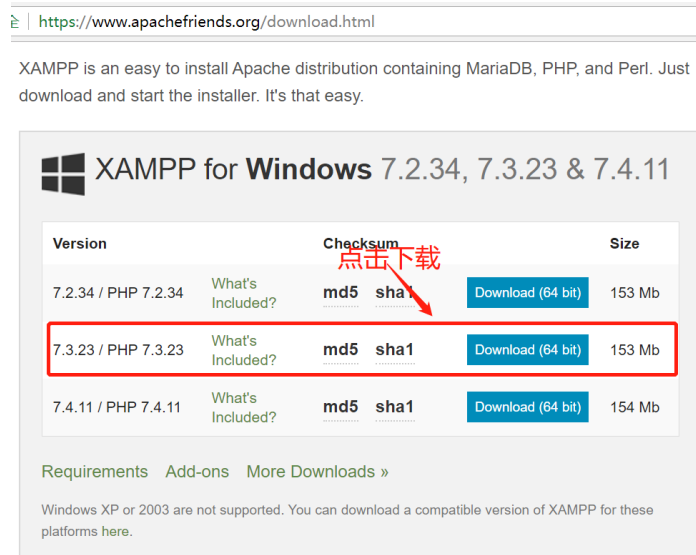 https://www.apachefriends.org/download.html
XAMPP is an easy to install Apache distribution containing MariaDB, PHP, and Perl. Just
download and start the installer. It's that easy.
XAMPP for Windows 7.2.34, 7.3.23 & 7.4.11
Version Checksum Size
点击下载
7.2.34 / PHP 7.2.34 What's Included? md5 sha1 Download (64 bit) 153 Mb
7.3.23 / PHP 7.3.23 What's Included? md5 sha1 Download (64 bit) 153 Mb
7.4.11 / PHP 7.4.11 What's Included? md5 sha1 Download (64 bit) 154 Mb
Requirements Add-ons More Downloads »
Windows XP or 2003 are not supported. You can download a compatible version of XAMPP for these
platforms here.